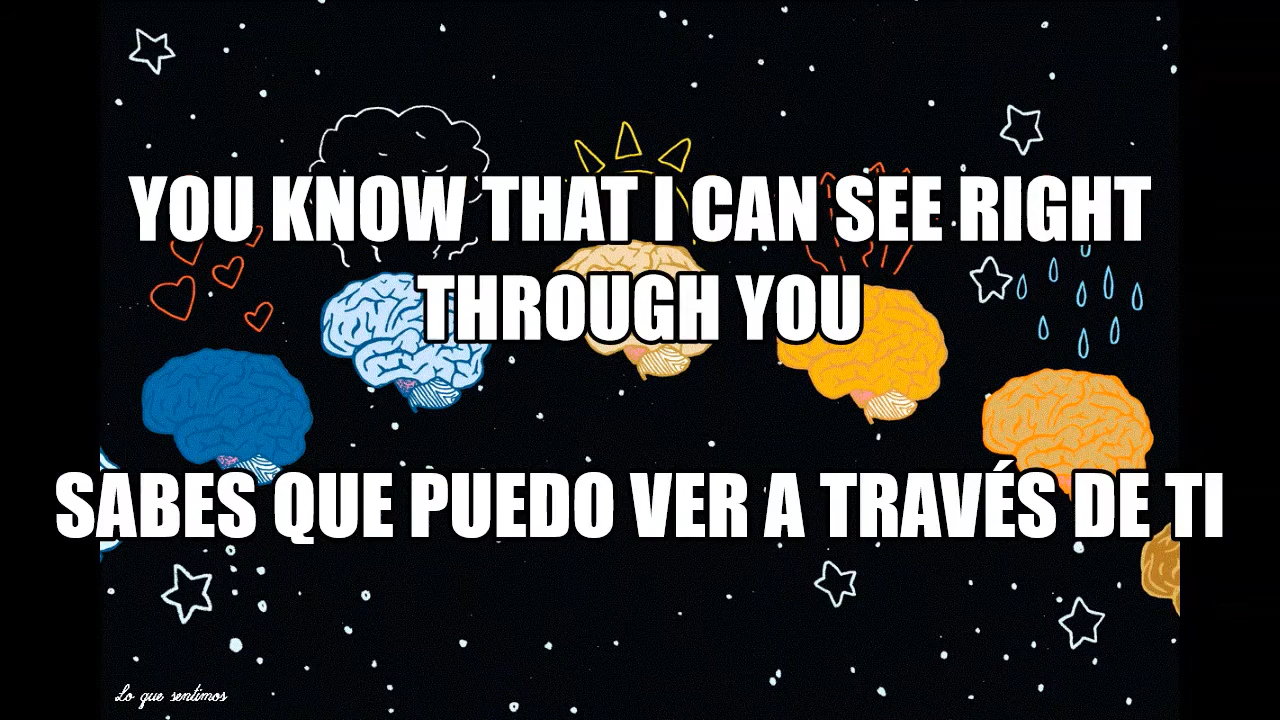 YOU KNOW THAT I CAN SEE RIGHT
THROUGH YOU
SABES QUE PUEDO VER A TRAVÉS DE TI
Lo que sentimos